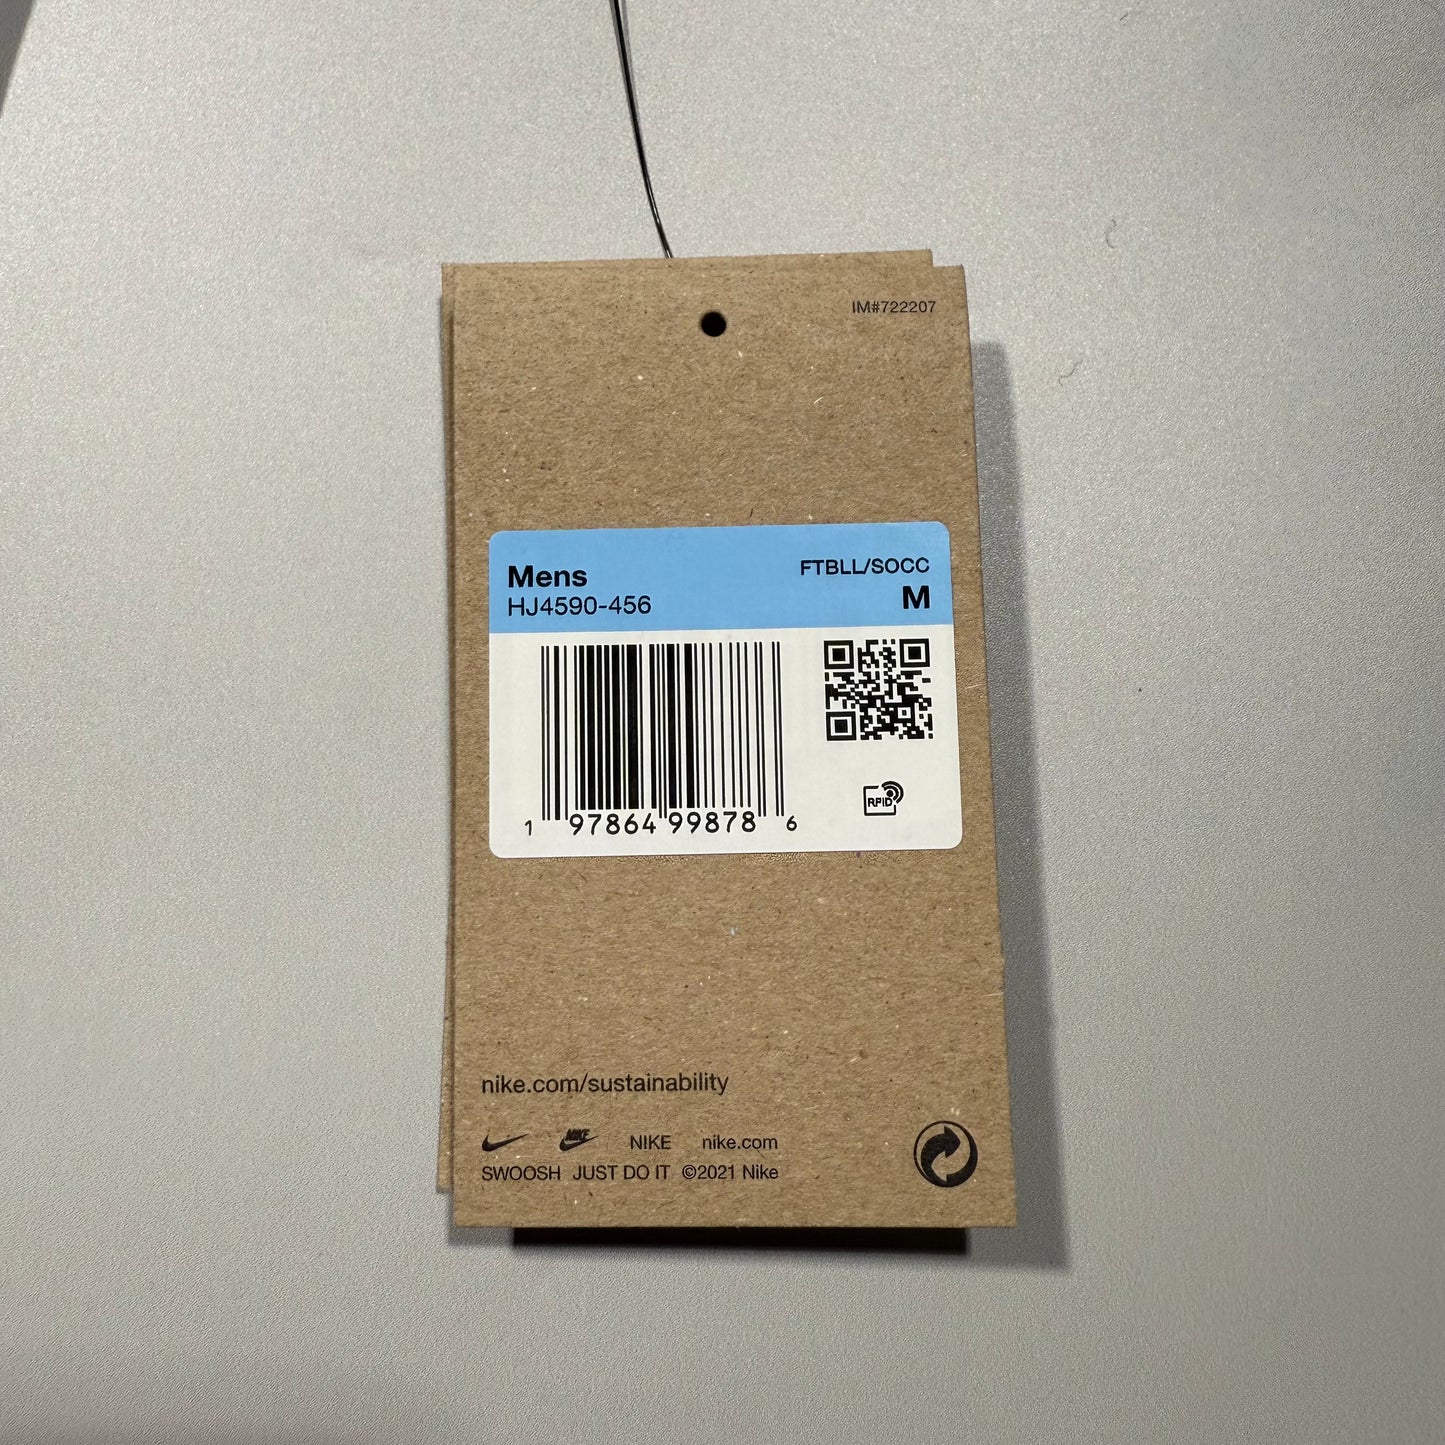 IM#722207
Mens
HJ4590-456
FTBLL/SOCC
M
1 97864 99878 6
RFID
nike.com/sustainability
NIKE NIKE nike.com
SWOOSH JUST DO IT ©2021 Nike